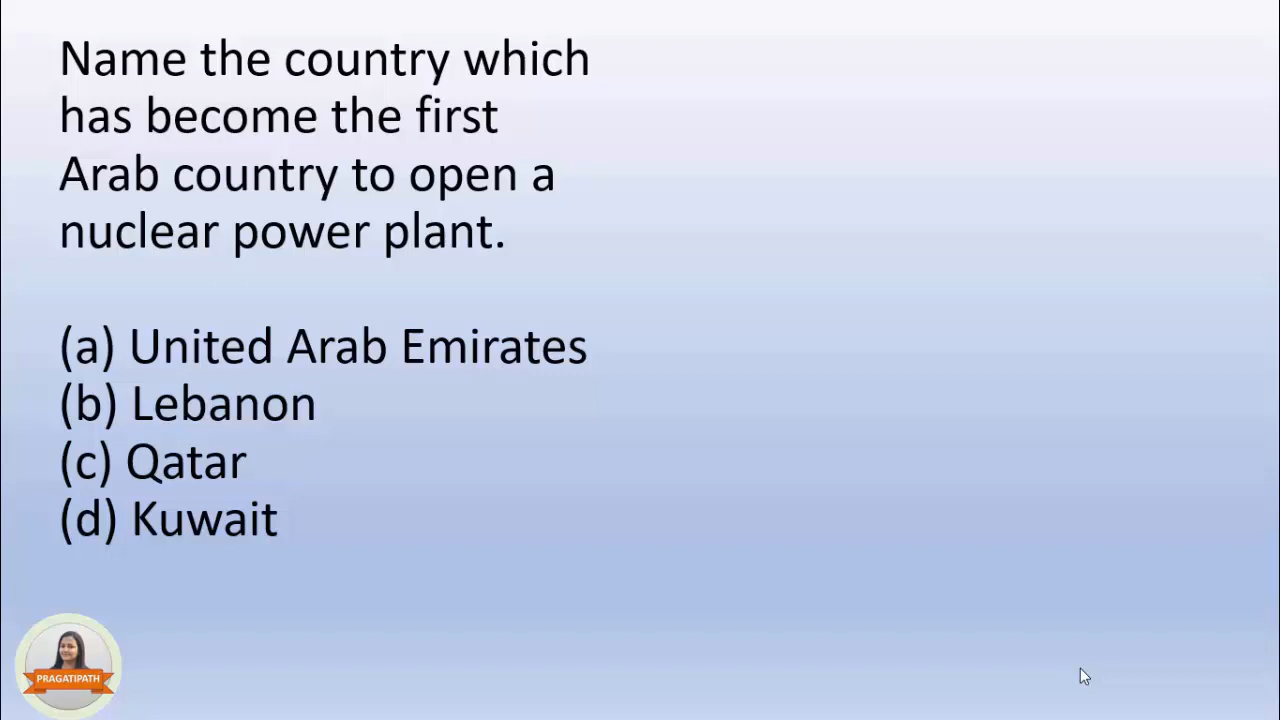 Name the country which
has become the first
Arab country to open a
nuclear power plant.
(a) United Arab Emirates
(b) Lebanon
(c) Qatar
(d) Kuwait
PRAGATIPATH